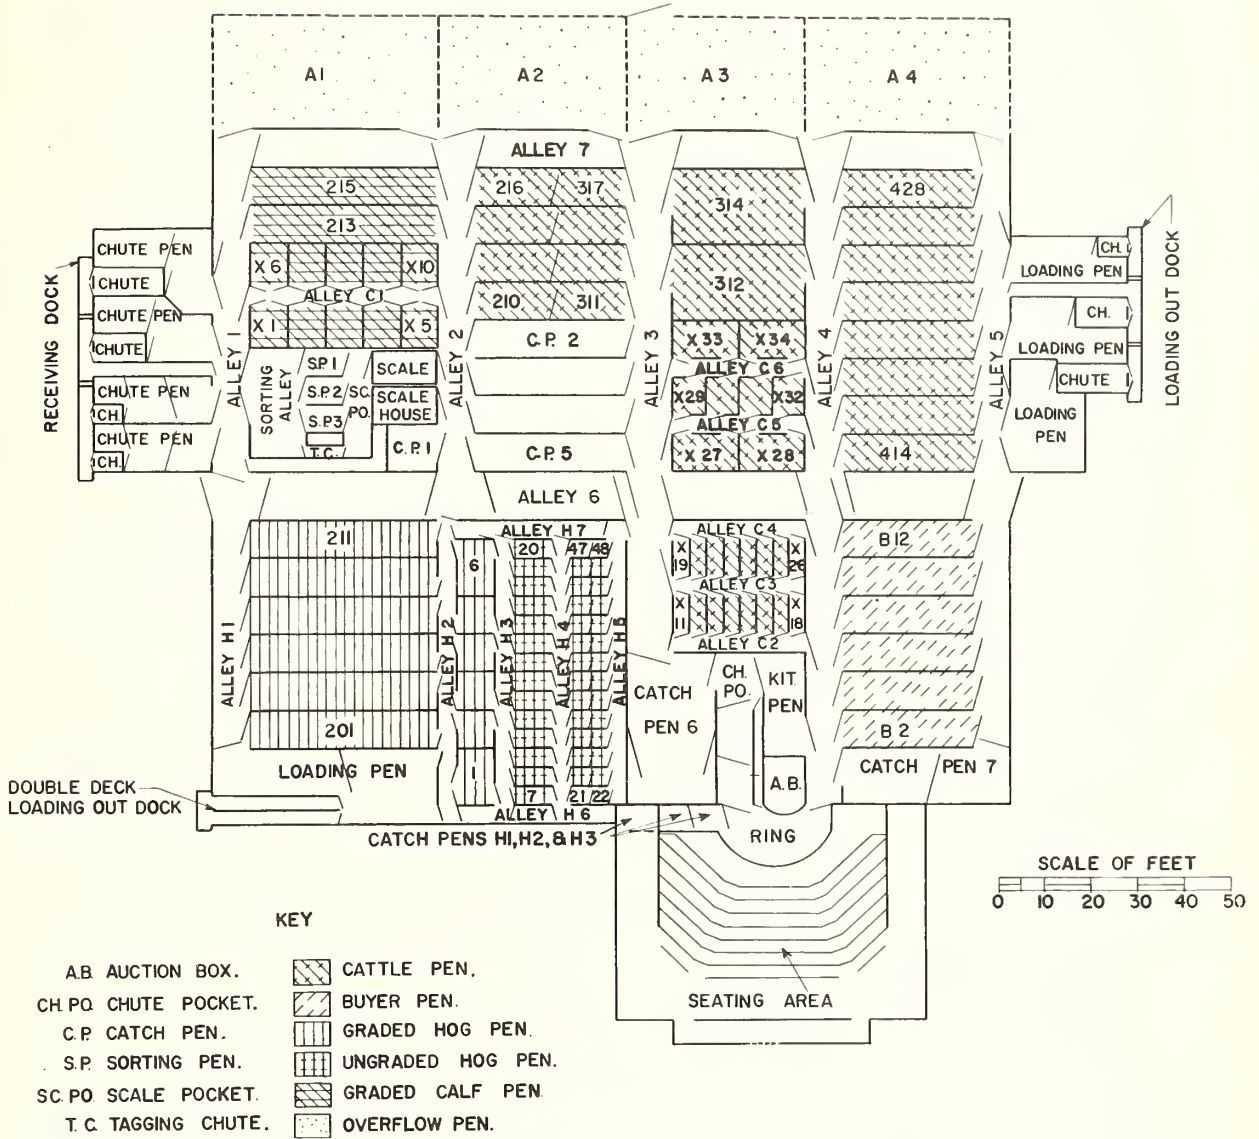 A1 A2 A3 A4
ALLEY 7
215 216 317 314 428
213
CHUTE PEN
X6 X10
CH.
LOADING PEN
CHUTE
ALLEY C1
210 311 312
CHUTE PEN
X1 X5
CH.
C.P. 2
X33 X34
CHUTE
S.P.1
SCALE
ALLEY C6
LOADING PEN
CHUTE PEN
S.P.2
SC. PO.
SCALE HOUSE
X29 X32
CHUTE
CH.
S.P.3
ALLEY C5
LOADING PEN
CHUTE PEN
C.P.1
C.P.5
X27 X28
414
CH.
T.C.
RECEIVING DOCK
ALLEY 1
SORTING ALLEY
ALLEY 2
ALLEY 3
ALLEY 4
ALLEY 5
LOADING OUT DOCK
ALLEY 6
211
ALLEY H7
ALLEY C4
B12
20 47 48
6
X 19
X 26
ALLEY C3
X 11
X 18
ALLEY C2
ALLEY H1
ALLEY H2
ALLEY H3
ALLEY H4
ALLEY H5
CATCH PEN 6
CH. PO.
KIT PEN
201
B2
LOADING PEN
1
CATCH PEN 7
A.B.
7 21 22
DOUBLE DECK
LOADING OUT DOCK
ALLEY H6
CATCH PENS H1, H2, & H3
RING
SCALE OF FEET
0 10 20 30 40 50
SEATING AREA
KEY
A.B. AUCTION BOX.
CH. PO. CHUTE POCKET.
C.P. CATCH PEN.
S.P. SORTING PEN.
SC. PO. SCALE POCKET.
T.C. TAGGING CHUTE.
CATTLE PEN.
BUYER PEN.
GRADED HOG PEN.
UNGRADED HOG PEN.
GRADED CALF PEN
OVERFLOW PEN.